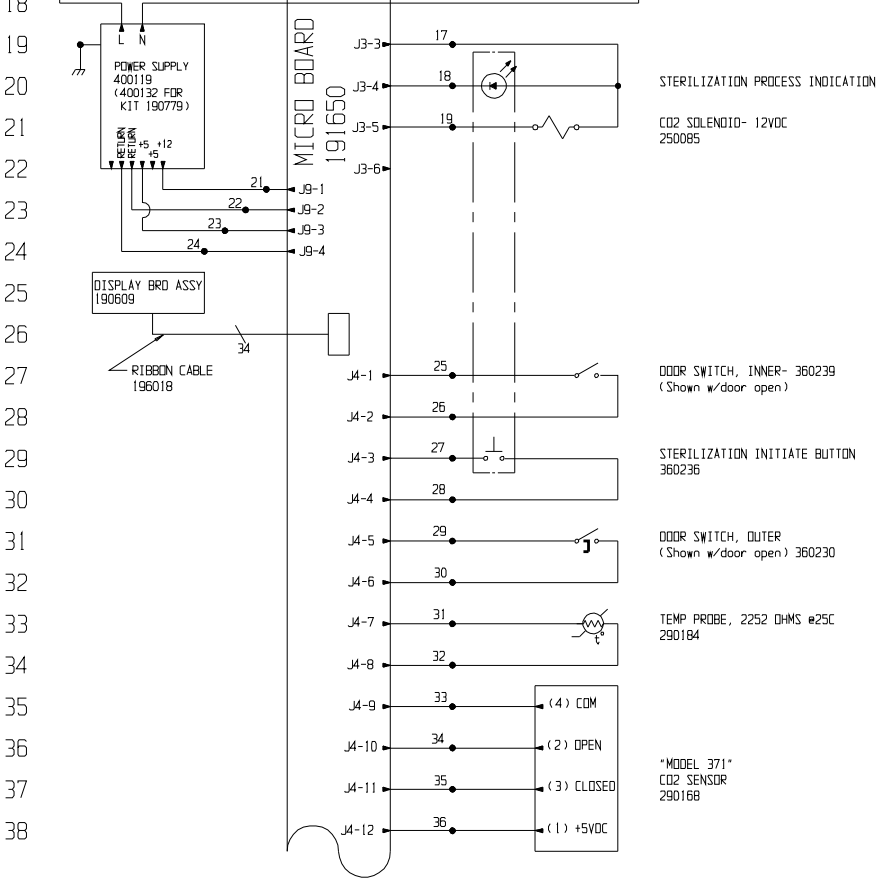 18
19
20
21
22
23
24
25
26
27
28
29
30
31
32
33
34
35
36
37
38
L N
POWER SUPPLY
400119
(400132 FOR
KIT 190779)
RETURN
RETURN
+5
+5
+12
21
22
23
24
J9-1
J9-2
J9-3
J9-4
MICRO BOARD
191650
DISPLAY BRD ASSY
190609
34
RIBBON CABLE
196018
J3-3
17
J3-4
18
STERILIZATION PROCESS INDICATION
J3-5
19
CO2 SOLENOID- 12VDC
250085
J3-6
J4-1
25
DOOR SWITCH, INNER- 360239
(Shown w/door open)
J4-2
26
J4-3
27
STERILIZATION INITIATE BUTTON
360236
J4-4
28
J4-5
29
DOOR SWITCH, OUTER
(Shown w/door open) 360230
J4-6
30
J4-7
31
t°
TEMP PROBE, 2252 OHMS @25C
290184
J4-8
32
J4-9
33
(4) COM
J4-10
34
(2) OPEN
J4-11
35
(3) CLOSED
J4-12
36
(1) +5VDC
"MODEL 371"
CO2 SENSOR
290168